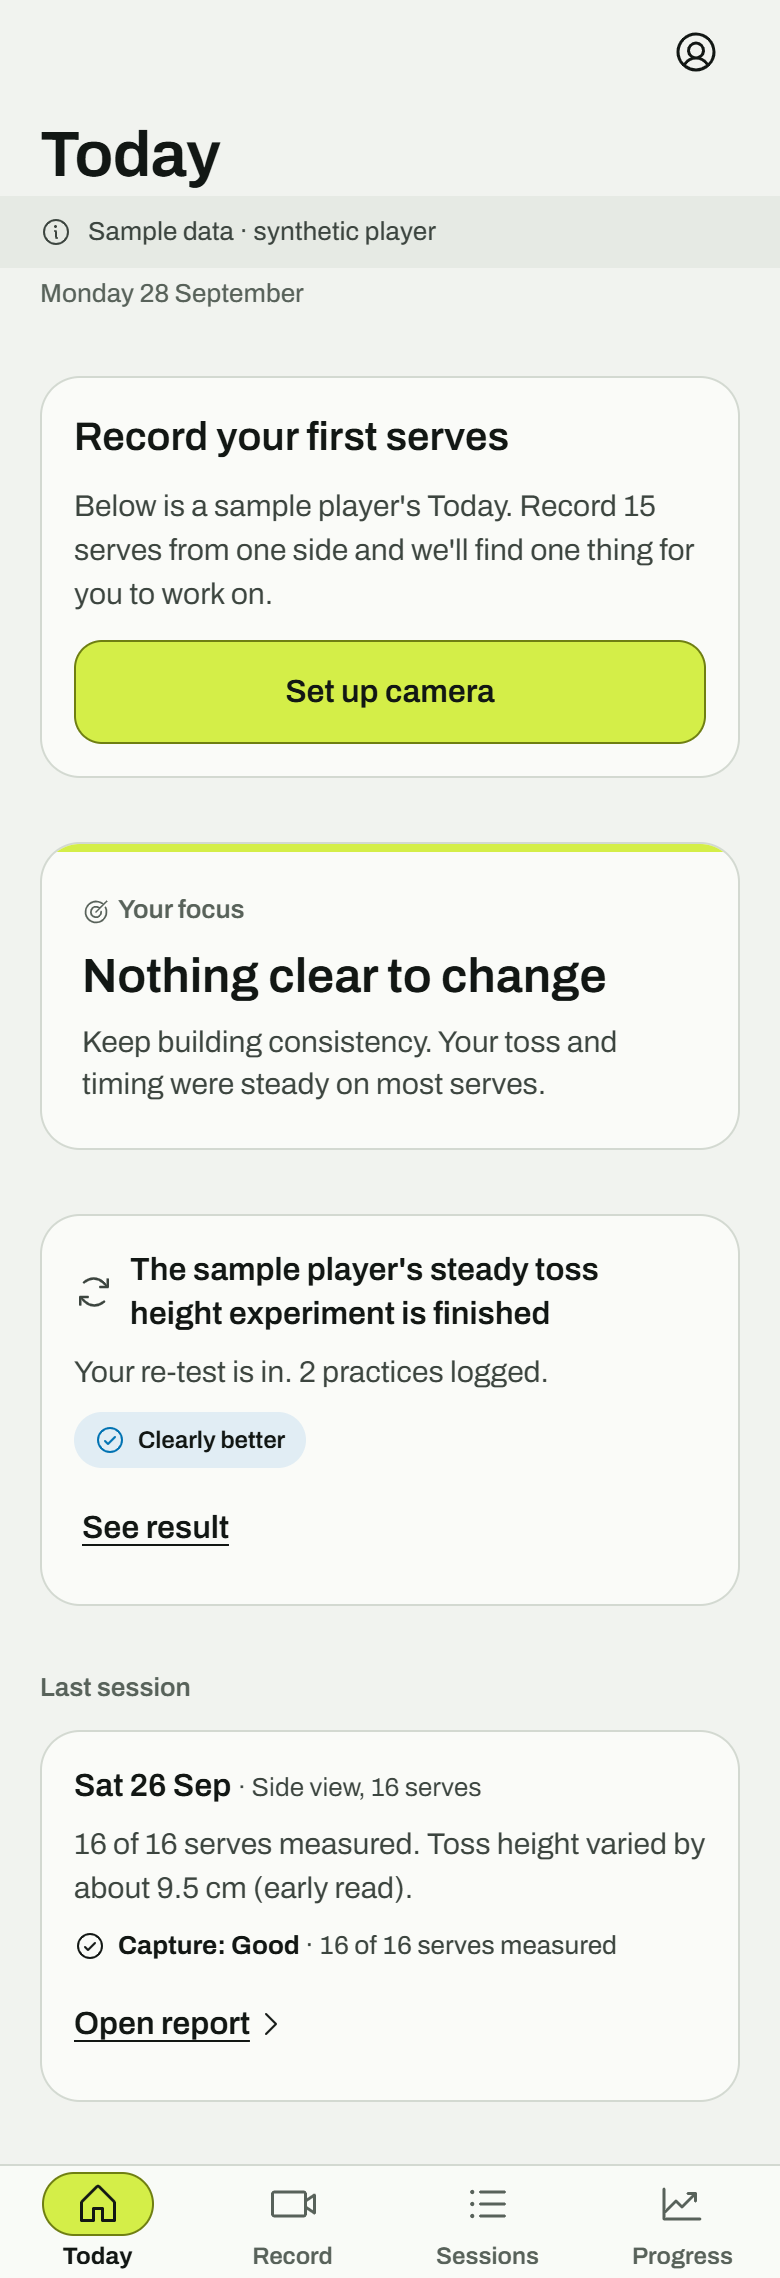 Today
Sample data · synthetic player
Monday 28 September
Record your first serves
Below is a sample player's Today. Record 15
serves from one side and we'll find one thing for
you to work on.
Set up camera
Your focus
Nothing clear to change
Keep building consistency. Your toss and
timing were steady on most serves.
The sample player's steady toss
height experiment is finished
Your re-test is in. 2 practices logged.
Clearly better
See result
Last session
Sat 26 Sep · Side view, 16 serves
16 of 16 serves measured. Toss height varied by
about 9.5 cm (early read).
Capture: Good · 16 of 16 serves measured
Open report
Today
Record
Sessions
Progress